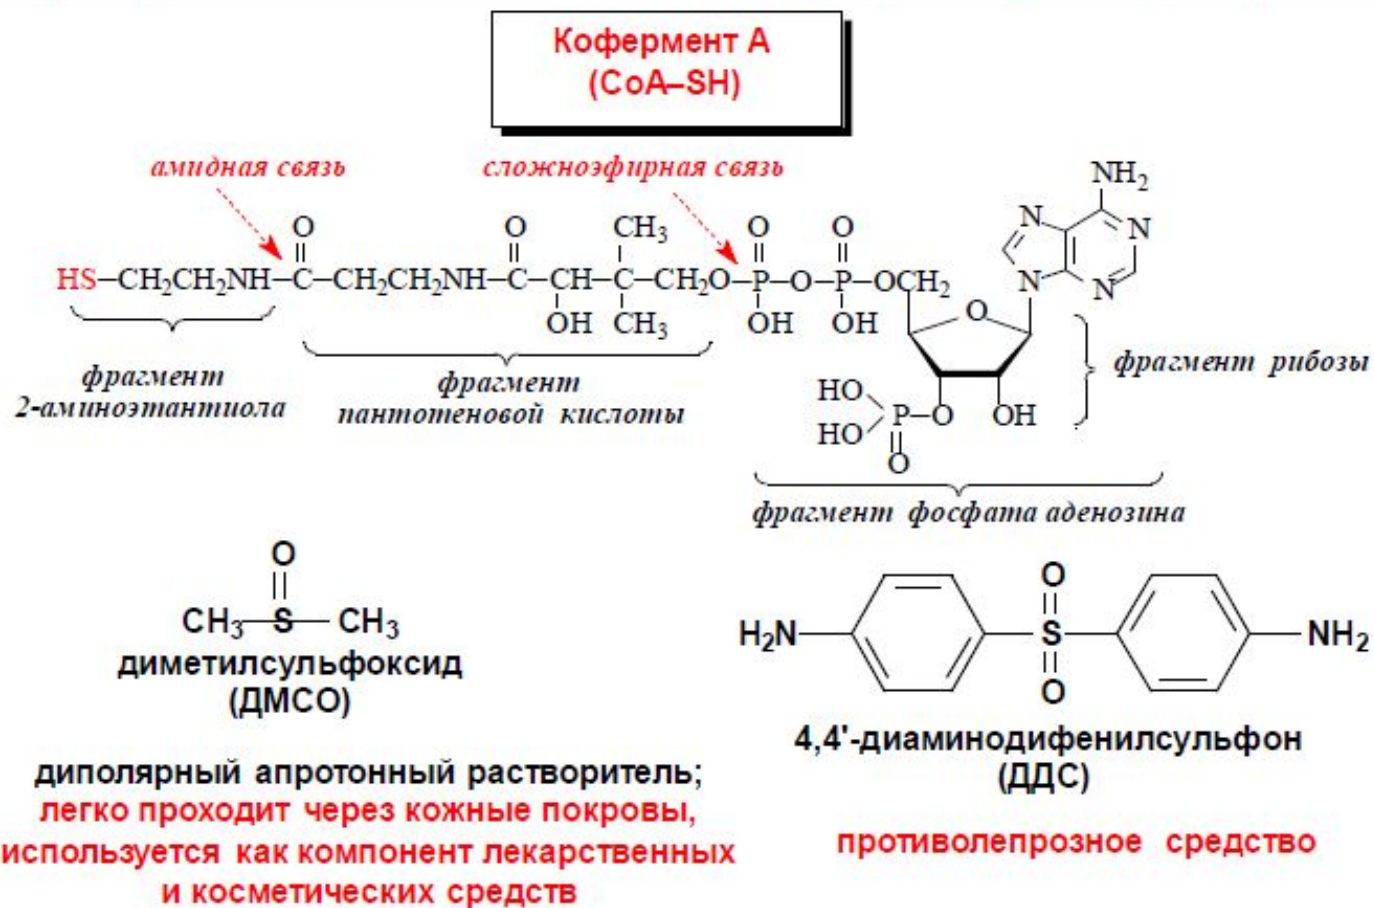 Кофермент А
(CoA–SH)
амидная связь
сложноэфирная связь
NH₂
N
N
N
N
O
O
CH₃
O
O
HS–CH₂CH₂NH–C–CH₂CH₂NH–C–CH–C–CH₂O–P–O–P–OCH₂
OH
CH₃
OH
OH
O
фрагмент рибозы
HO
HO
P–O
OH
O
фрагмент
2-аминоэтантиола
фрагмент
пантотеновой кислоты
фрагмент фосфата аденозина
O
CH₃–S–CH₃
диметилсульфоксид
(ДМСО)
O
H₂N
S
NH₂
O
4,4'-диаминодифенилсульфон
(ДДС)
диполярный апротонный растворитель;
легко проходит через кожные покровы,
используется как компонент лекарственных
и косметических средств
противолепрозное средство